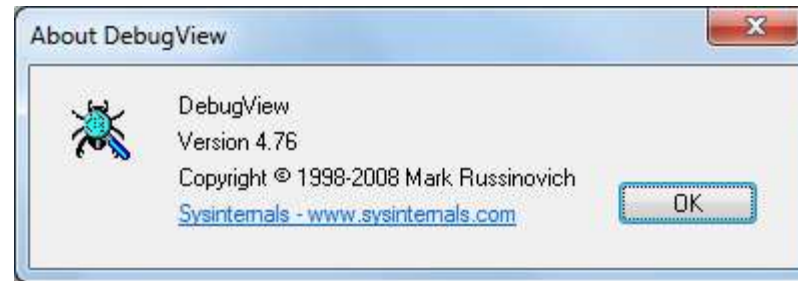 About DebugView
DebugView
Version 4.76
Copyright © 1998-2008 Mark Russinovich
Sysinternals - www.sysinternals.com
OK